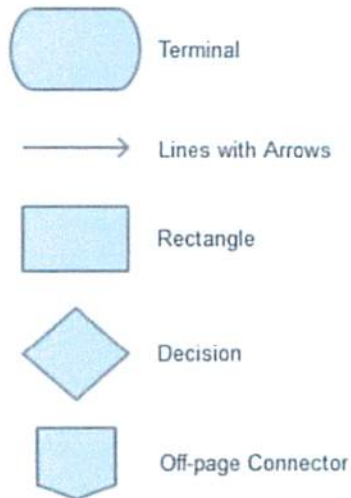 Terminal
Lines with Arrows
Rectangle
Decision
Off-page Connector